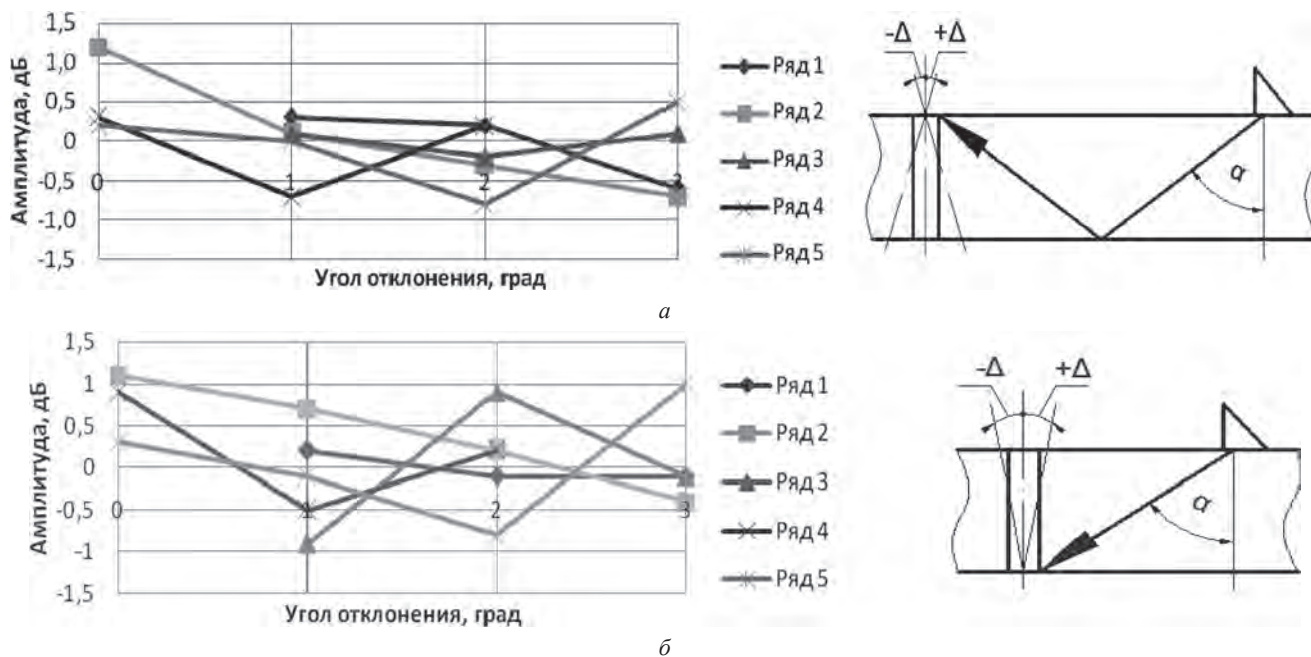 1,5
1,0
0,5
0
-0,5
-1,0
-1,5
Амплитуда, дБ
0
1
2
3
Угол отклонения, град
Ряд 1
Ряд 2
Ряд 3
Ряд 4
Ряд 5
-Δ +Δ
α
а
1,5
1
0,5
0
-0,5
-1
-1,5
Амплитуда, дБ
0
1
2
3
Угол отклонения, град
Ряд 1
Ряд 2
Ряд 3
Ряд 4
Ряд 5
-Δ +Δ
α
б